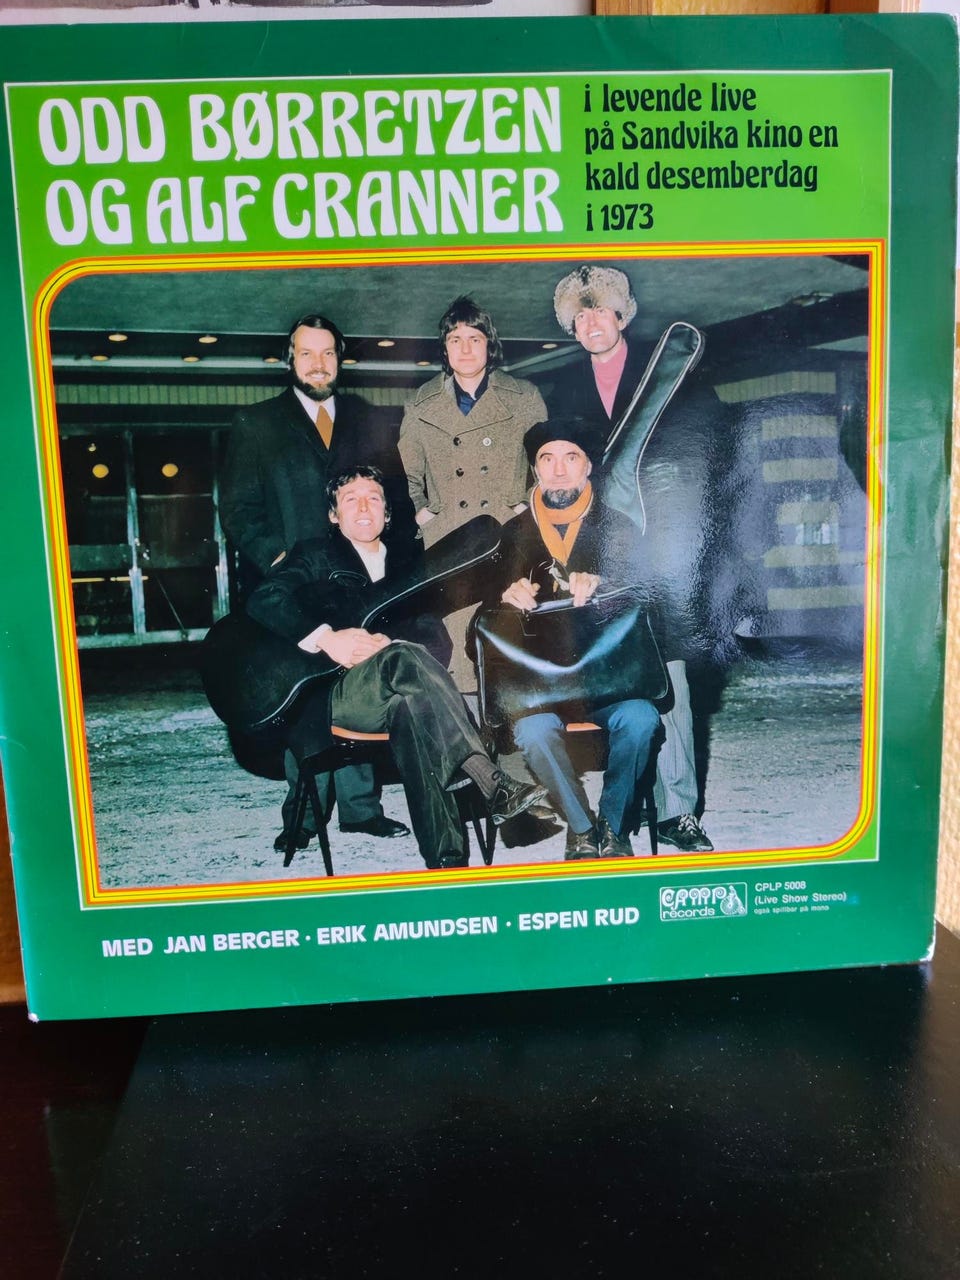 ODD BØRRETZEN
OG ALF CRANNER
i levende live
på Sandvika kino en
kald desemberdag
i 1973
MED JAN BERGER · ERIK AMUNDSEN · ESPEN RUD
CAMP
records
CPLP 5008
(Live Show Stereo)
også spillbar på mono